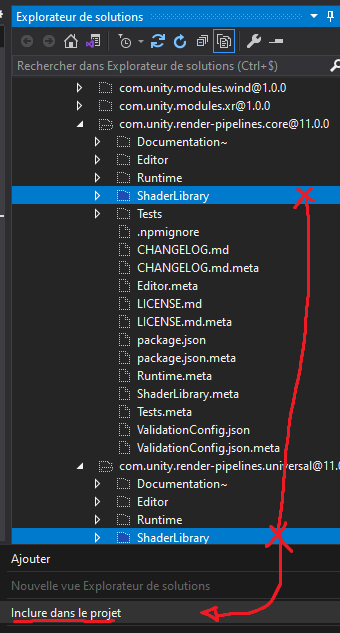 Explorateur de solutions
Rechercher dans Explorateur de solutions (Ctrl+$)
com.unity.modules.wind@1.0.0
com.unity.modules.xr@1.0.0
com.unity.render-pipelines.core@11.0.0
Documentation~
Editor
Runtime
ShaderLibrary
Tests
.npmignore
CHANGELOG.md
CHANGELOG.md.meta
Editor.meta
LICENSE.md
LICENSE.md.meta
package.json
package.json.meta
Runtime.meta
ShaderLibrary.meta
Tests.meta
ValidationConfig.json
ValidationConfig.json.meta
com.unity.render-pipelines.universal@11.0
Documentation~
Editor
Runtime
ShaderLibrary
Ajouter
Nouvelle vue Explorateur de solutions
Inclure dans le projet